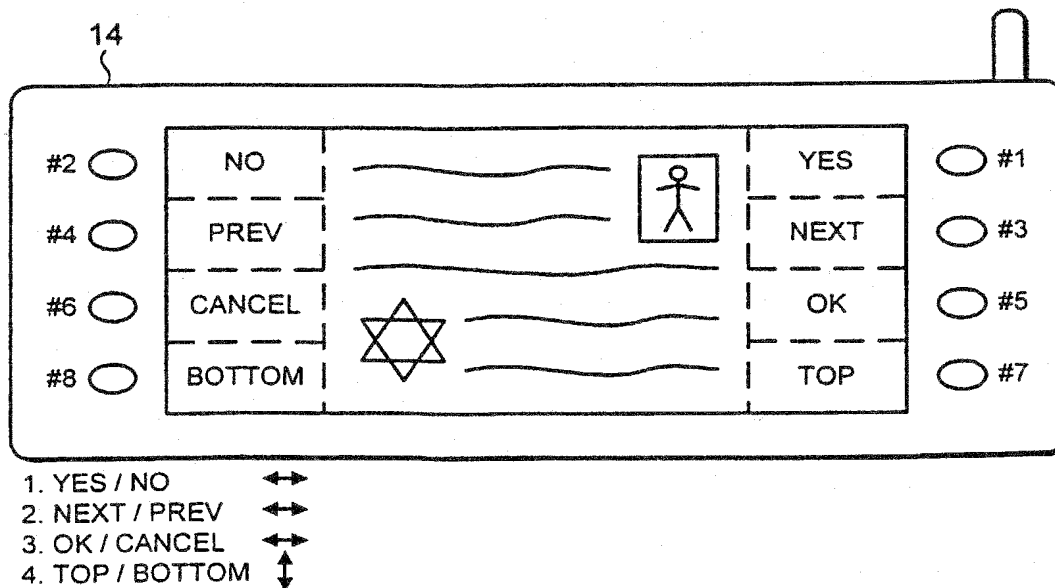 14
#2 NO YES #1
#4 PREV NEXT #3
#6 CANCEL OK #5
#8 BOTTOM TOP #7
1. YES / NO
2. NEXT / PREV
3. OK / CANCEL
4. TOP / BOTTOM